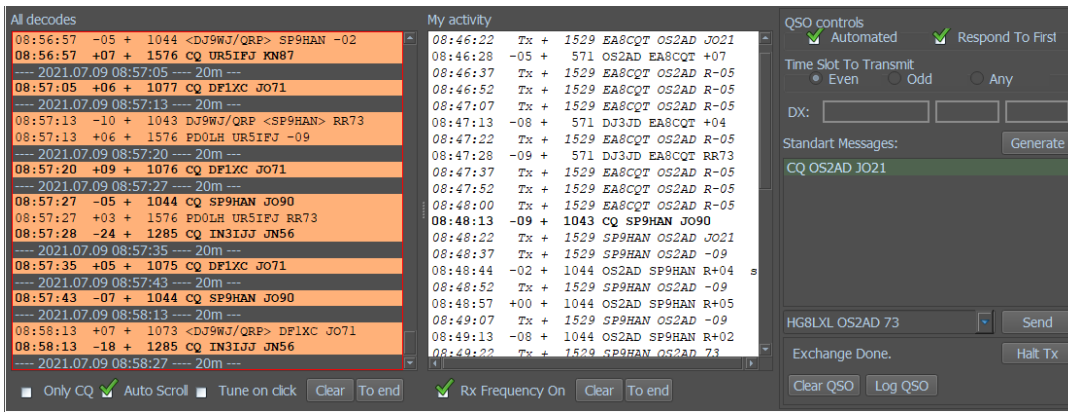 All decodes
08:56:57 -05 + 1044 <DJ9WJ/QRP> SP9HAN -02
08:56:57 +07 + 1576 CQ UR5IFJ KN87
---- 2021.07.09 08:57:05 ---- 20m ---
08:57:05 +06 + 1077 CQ DF1XC JO71
---- 2021.07.09 08:57:13 ---- 20m ---
08:57:13 -10 + 1043 DJ9WJ/QRP <SP9HAN> RR73
08:57:13 +06 + 1576 PD0LH UR5IFJ -09
---- 2021.07.09 08:57:20 ---- 20m ---
08:57:20 +09 + 1076 CQ DF1XC JO71
---- 2021.07.09 08:57:27 ---- 20m ---
08:57:27 -05 + 1044 CQ SP9HAN JO90
08:57:27 +03 + 1576 PD0LH UR5IFJ RR73
08:57:28 -24 + 1285 CQ IN3IJJ JN56
---- 2021.07.09 08:57:35 ---- 20m ---
08:57:35 +05 + 1075 CQ DF1XC JO71
---- 2021.07.09 08:57:43 ---- 20m ---
08:57:43 -07 + 1044 CQ SP9HAN JO90
---- 2021.07.09 08:58:13 ---- 20m ---
08:58:13 +07 + 1073 <DJ9WJ/QRP> DF1XC JO71
08:58:13 -18 + 1285 CQ IN3IJJ JN56
---- 2021.07.09 08:58:27 ---- 20m ---
Only CQ Auto Scroll Tune on click Clear To end
My activity
08:46:22 Tx + 1529 EA8CQT OS2AD JO21
08:46:28 -05 + 571 OS2AD EA8CQT +07
08:46:37 Tx + 1529 EA8CQT OS2AD R-05
08:46:52 Tx + 1529 EA8CQT OS2AD R-05
08:47:07 Tx + 1529 EA8CQT OS2AD R-05
08:47:13 -08 + 571 DJ3JD EA8CQT +04
08:47:22 Tx + 1529 EA8CQT OS2AD R-05
08:47:28 -09 + 571 DJ3JD EA8CQT RR73
08:47:37 Tx + 1529 EA8CQT OS2AD R-05
08:47:52 Tx + 1529 EA8CQT OS2AD R-05
08:48:00 Tx + 1529 EA8CQT OS2AD R-05
08:48:13 -09 + 1043 CQ SP9HAN JO90
08:48:22 Tx + 1529 SP9HAN OS2AD JO21
08:48:37 Tx + 1529 SP9HAN OS2AD -09
08:48:44 -02 + 1044 OS2AD SP9HAN R+04 s
08:48:52 Tx + 1529 SP9HAN OS2AD -09
08:48:57 +00 + 1044 OS2AD SP9HAN R+05
08:49:07 Tx + 1529 SP9HAN OS2AD -09
08:49:13 -08 + 1044 OS2AD SP9HAN R+02
08:49:22 Tx + 1529 SP9HAN OS2AD 73
Rx Frequency On Clear To end
QSO controls
Automated Respond To First
Time Slot To Transmit
Even Odd Any
DX:
Standart Messages: Generate
CQ OS2AD JO21
HG8LXL OS2AD 73 Send
Exchange Done. Halt Tx
Clear QSO Log QSO